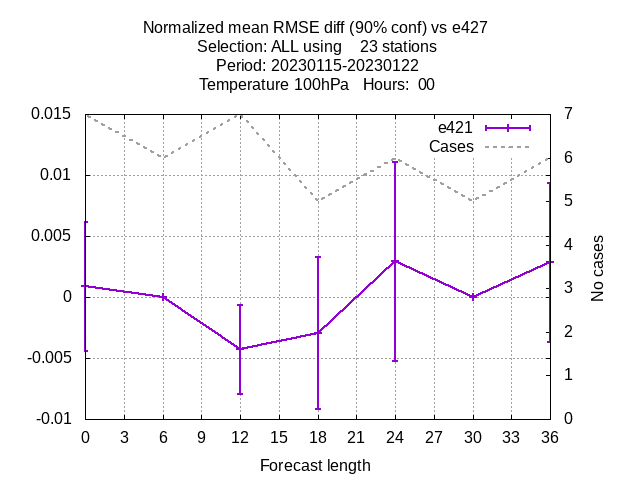 Normalized mean RMSE diff (90% conf) vs e427
Selection: ALL using    23 stations
Period: 20230115-20230122
Temperature 100hPa   Hours:  00
0.015
0.01
0.005
0
-0.005
-0.01
7
6
5
4
3
2
1
0
e421
Cases
No cases
0 3 6 9 12 15 18 21 24 27 30 33 36
Forecast length